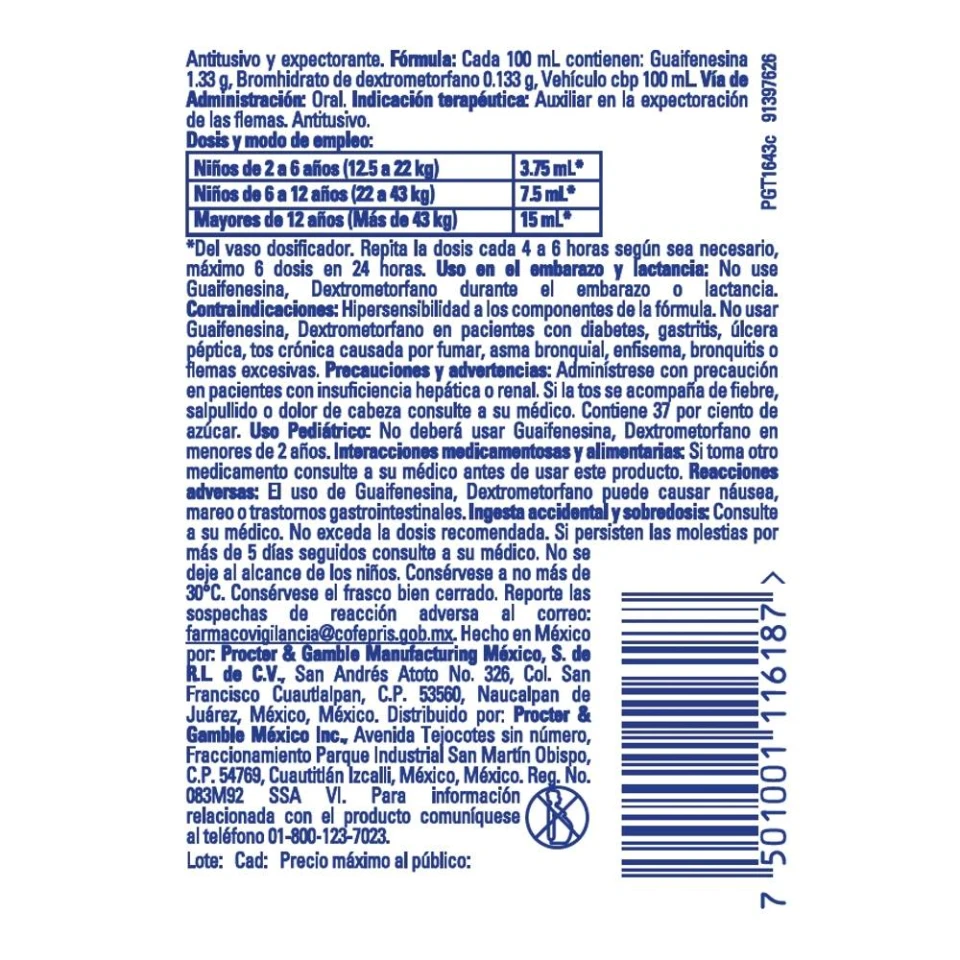 Antitusivo y expectorante. Fórmula: Cada 100 mL contienen: Guaifenesina
1.33 g, Bromhidrato de dextrometorfano 0.133 g, Vehículo cbp 100 mL. Vía de
Administración: Oral. Indicación terapéutica: Auxiliar en la expectoración
de las flemas. Antitusivo.
Dosis y modo de empleo:
Niños de 2 a 6 años (12.5 a 22 kg) 3.75 mL*
Niños de 6 a 12 años (22 a 43 kg) 7.5 mL*
Mayores de 12 años (Más de 43 kg) 15 mL*
*Del vaso dosificador. Repita la dosis cada 4 a 6 horas según sea necesario,
máximo 6 dosis en 24 horas. Uso en el embarazo y lactancia: No use
Guaifenesina, Dextrometorfano durante el embarazo o lactancia.
Contraindicaciones: Hipersensibilidad a los componentes de la fórmula. No usar
Guaifenesina, Dextrometorfano en pacientes con diabetes, gastritis, úlcera
péptica, tos crónica causada por fumar, asma bronquial, enfisema, bronquitis o
flemas excesivas. Precauciones y advertencias: Adminístrese con precaución
en pacientes con insuficiencia hepática o renal. Si la tos se acompaña de fiebre,
salpullido o dolor de cabeza consulte a su médico. Contiene 37 por ciento de
azúcar. Uso Pediátrico: No deberá usar Guaifenesina, Dextrometorfano en
menores de 2 años. Interacciones medicamentosas y alimentarias: Si toma otro
medicamento consulte a su médico antes de usar este producto. Reacciones
adversas: El uso de Guaifenesina, Dextrometorfano puede causar náusea,
mareo o trastornos gastrointestinales. Ingesta accidental y sobredosis: Consulte
a su médico. No exceda la dosis recomendada. Si persisten las molestias por
más de 5 días seguidos consulte a su médico. No se
deje al alcance de los niños. Consérvese a no más de
30°C. Consérvese el frasco bien cerrado. Reporte las
sospechas de reacción adversa al correo:
farmacovigilancia@cofepris.gob.mx. Hecho en México
por: Procter & Gamble Manufacturing México, S. de
R.L. de C.V., San Andrés Atoto No. 326, Col. San
Francisco Cuautlalpan, C.P. 53560, Naucalpan de
Juárez, México, México. Distribuido por: Procter &
Gamble México Inc., Avenida Tejocotes sin número,
Fraccionamiento Parque Industrial San Martín Obispo,
C.P. 54769, Cuautitlán Izcalli, México, México. Reg. No.
083M92 SSA VI. Para información
relacionada con el producto comuníquese
al teléfono 01-800-123-7023.
Lote: Cad: Precio máximo al público:
PGT1643c 91397626
7 501001 116187 >